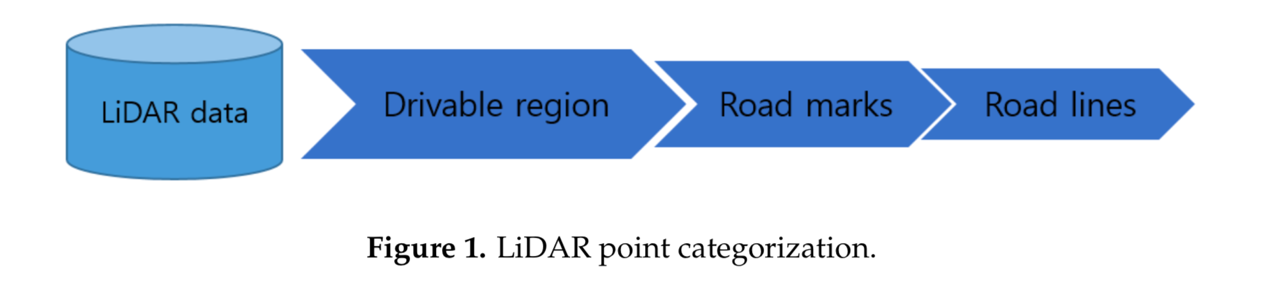 LiDAR data
Drivable region
Road marks
Road lines
Figure 1. LiDAR point categorization.